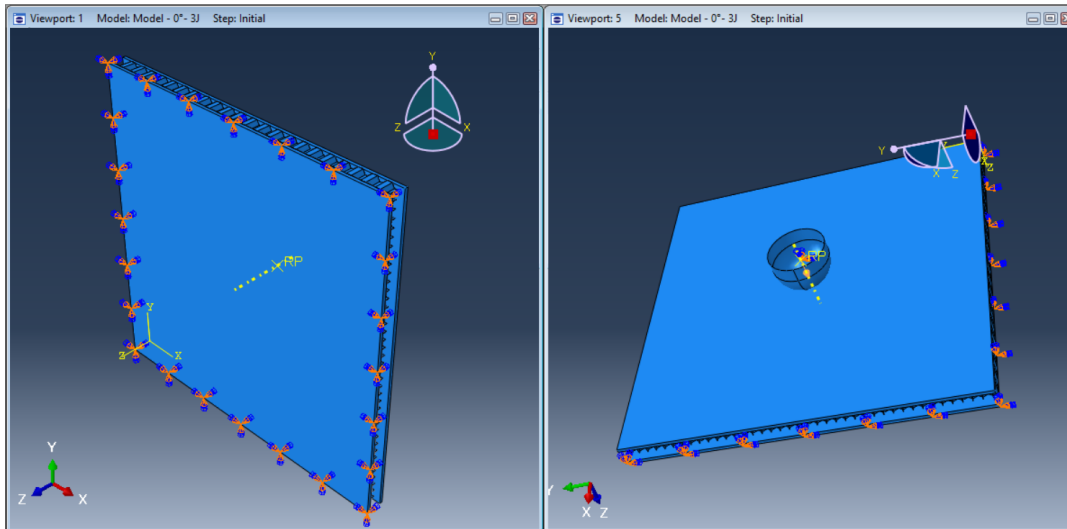 Viewport: 1 Model: Model - 0°- 3J Step: Initial
Y
Z X
RP
Y
Z X
Y
Z X
Viewport: 5 Model: Model - 0°- 3J Step: Initial
Y
X Z
Z
RP
Y
X Z